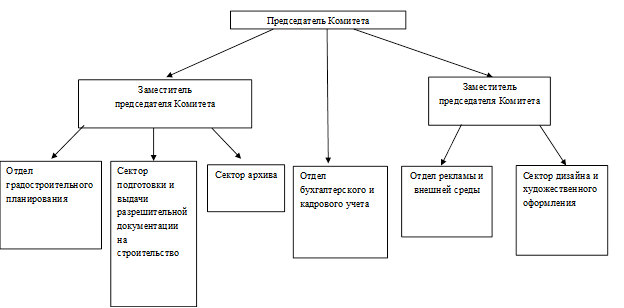 Председатель Комитета
Заместитель
председателя Комитета
Заместитель
председателя Комитета
Отдел
градостроительного
планирования
Сектор
подготовки и
выдачи
разрешительной
документации
на
строительство
Сектор архива
Отдел
бухгалтерского и
кадрового учета
Отдел рекламы и
внешней среды
Сектор дизайна и
художественного
оформления